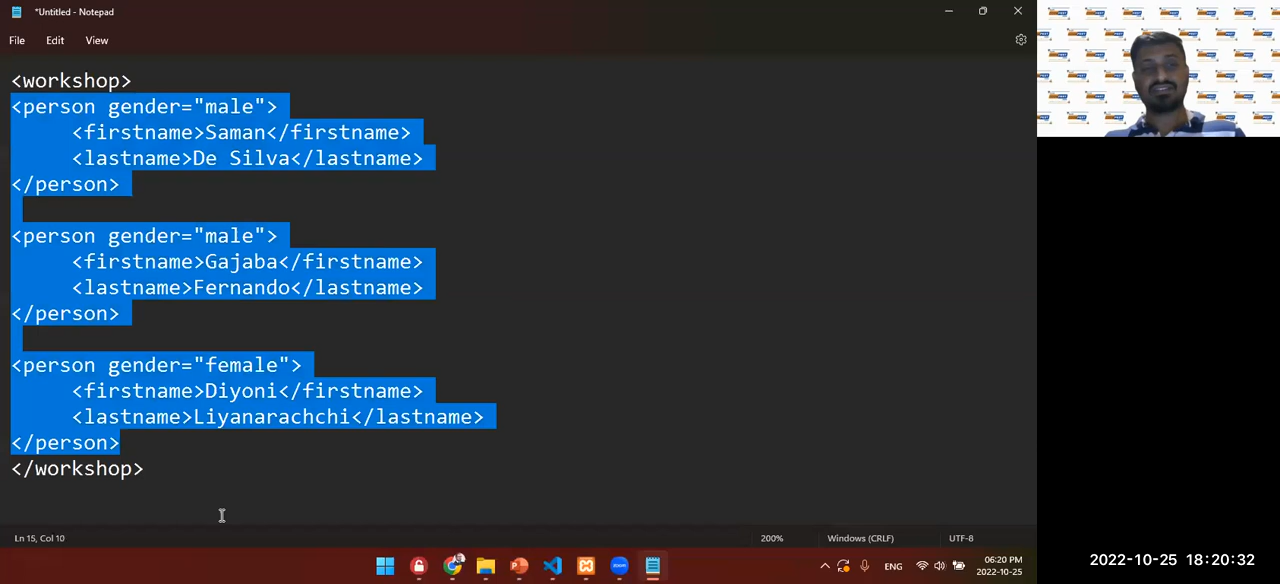 *Untitled - Notepad
File Edit View
<workshop>
<person gender="male">
<firstname>Saman</firstname>
<lastname>De Silva</lastname>
</person>
<person gender="male">
<firstname>Gajaba</firstname>
<lastname>Fernando</lastname>
</person>
<person gender="female">
<firstname>Diyoni</firstname>
<lastname>Liyanarachchi</lastname>
</person>
</workshop>
Ln 15, Col 10 200% Windows (CRLF) UTF-8
ENG 06:20 PM
2022-10-25
2022-10-25 18:20:32